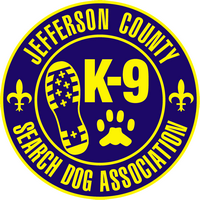 JEFFERSON COUNTY
K-9
SEARCH DOG ASSOCIATION